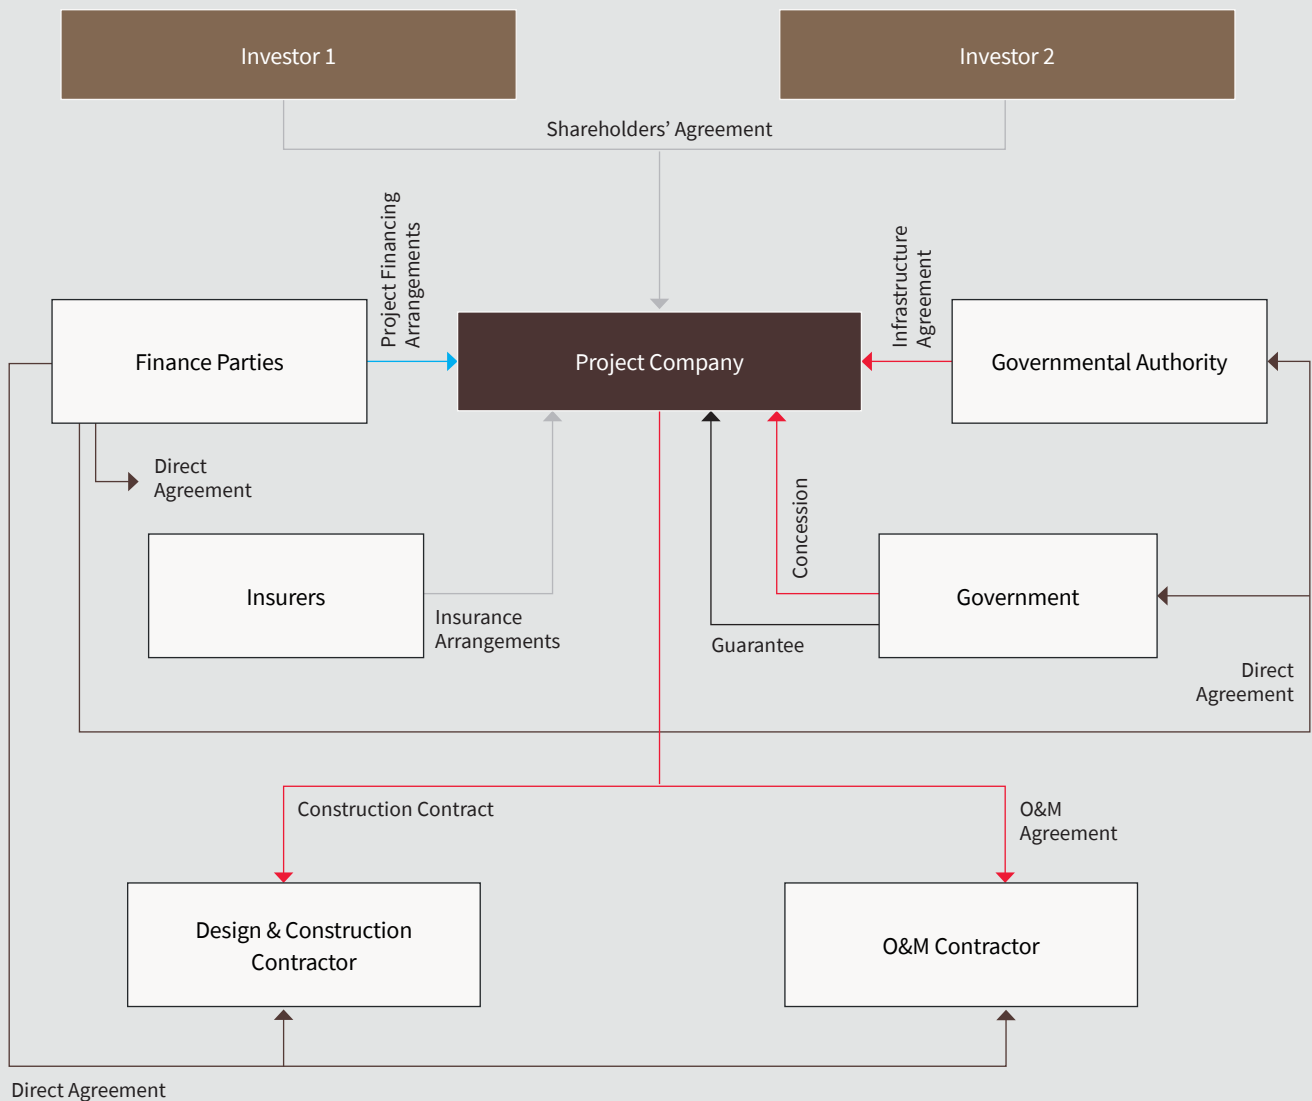 Investor 1
Investor 2
Shareholders’ Agreement
Project Financing
Arrangements
Infrastructure
Agreement
Finance Parties
Project Company
Governmental Authority
Direct
Agreement
Concession
Insurers
Government
Insurance
Arrangements
Guarantee
Direct
Agreement
Construction Contract
O&M
Agreement
Design & Construction
Contractor
O&M Contractor
Direct Agreement